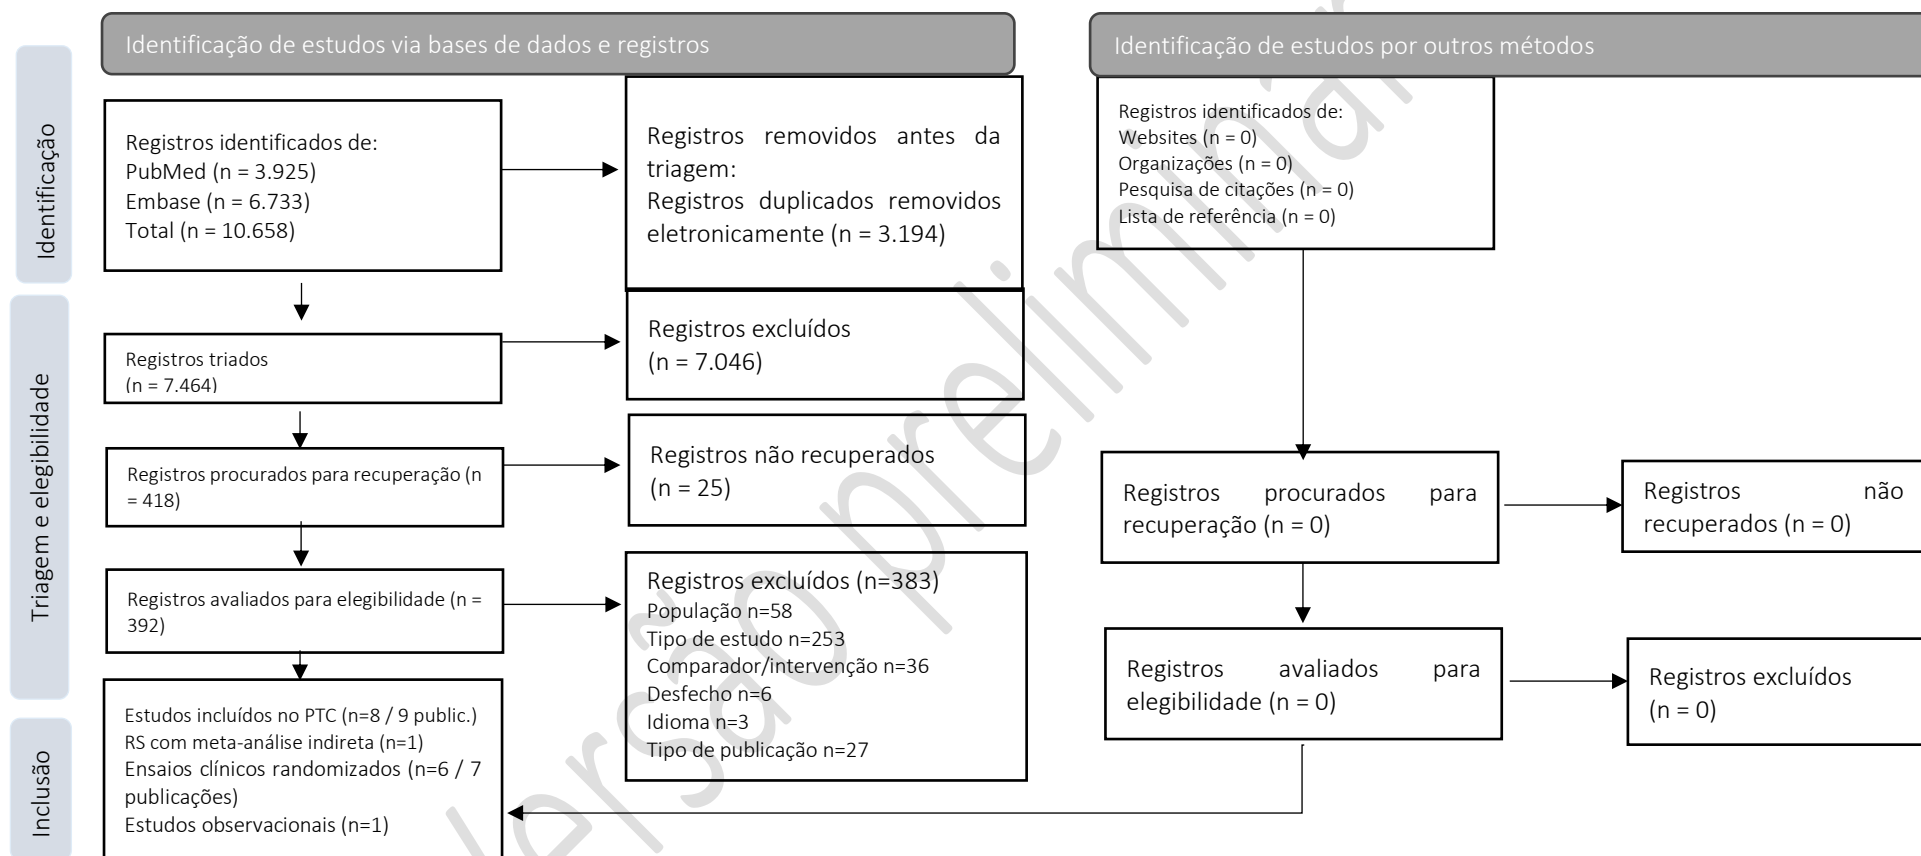 Identificação de estudos via bases de dados e registros
Identificação de estudos por outros métodos
Identificação
Registros identificados de:
PubMed (n = 3.925)
Embase (n = 6.733)
Total (n = 10.658)
Registros removidos antes da
triagem:
Registros duplicados removidos
eletronicamente (n = 3.194)
Registros identificados de:
Websites (n = 0)
Organizações (n = 0)
Pesquisa de citações (n = 0)
Lista de referência (n = 0)
Triagem e elegibilidade
Registros triados
(n = 7.464)
Registros excluídos
(n = 7.046)
Registros procurados para recuperação (n
= 418)
Registros não recuperados
(n = 25)
Registros procurados para
recuperação (n = 0)
Registros não
recuperados (n = 0)
Registros avaliados para elegibilidade (n =
392)
Registros excluídos (n=383)
População n=58
Tipo de estudo n=253
Comparador/intervenção n=36
Desfecho n=6
Idioma n=3
Tipo de publicação n=27
Registros avaliados para
elegibilidade (n = 0)
Registros excluídos
(n = 0)
Inclusão
Estudos incluídos no PTC (n=8 / 9 public.)
RS com meta-análise indireta (n=1)
Ensaios clínicos randomizados (n=6 / 7
publicações)
Estudos observacionais (n=1)
Versão preliminar